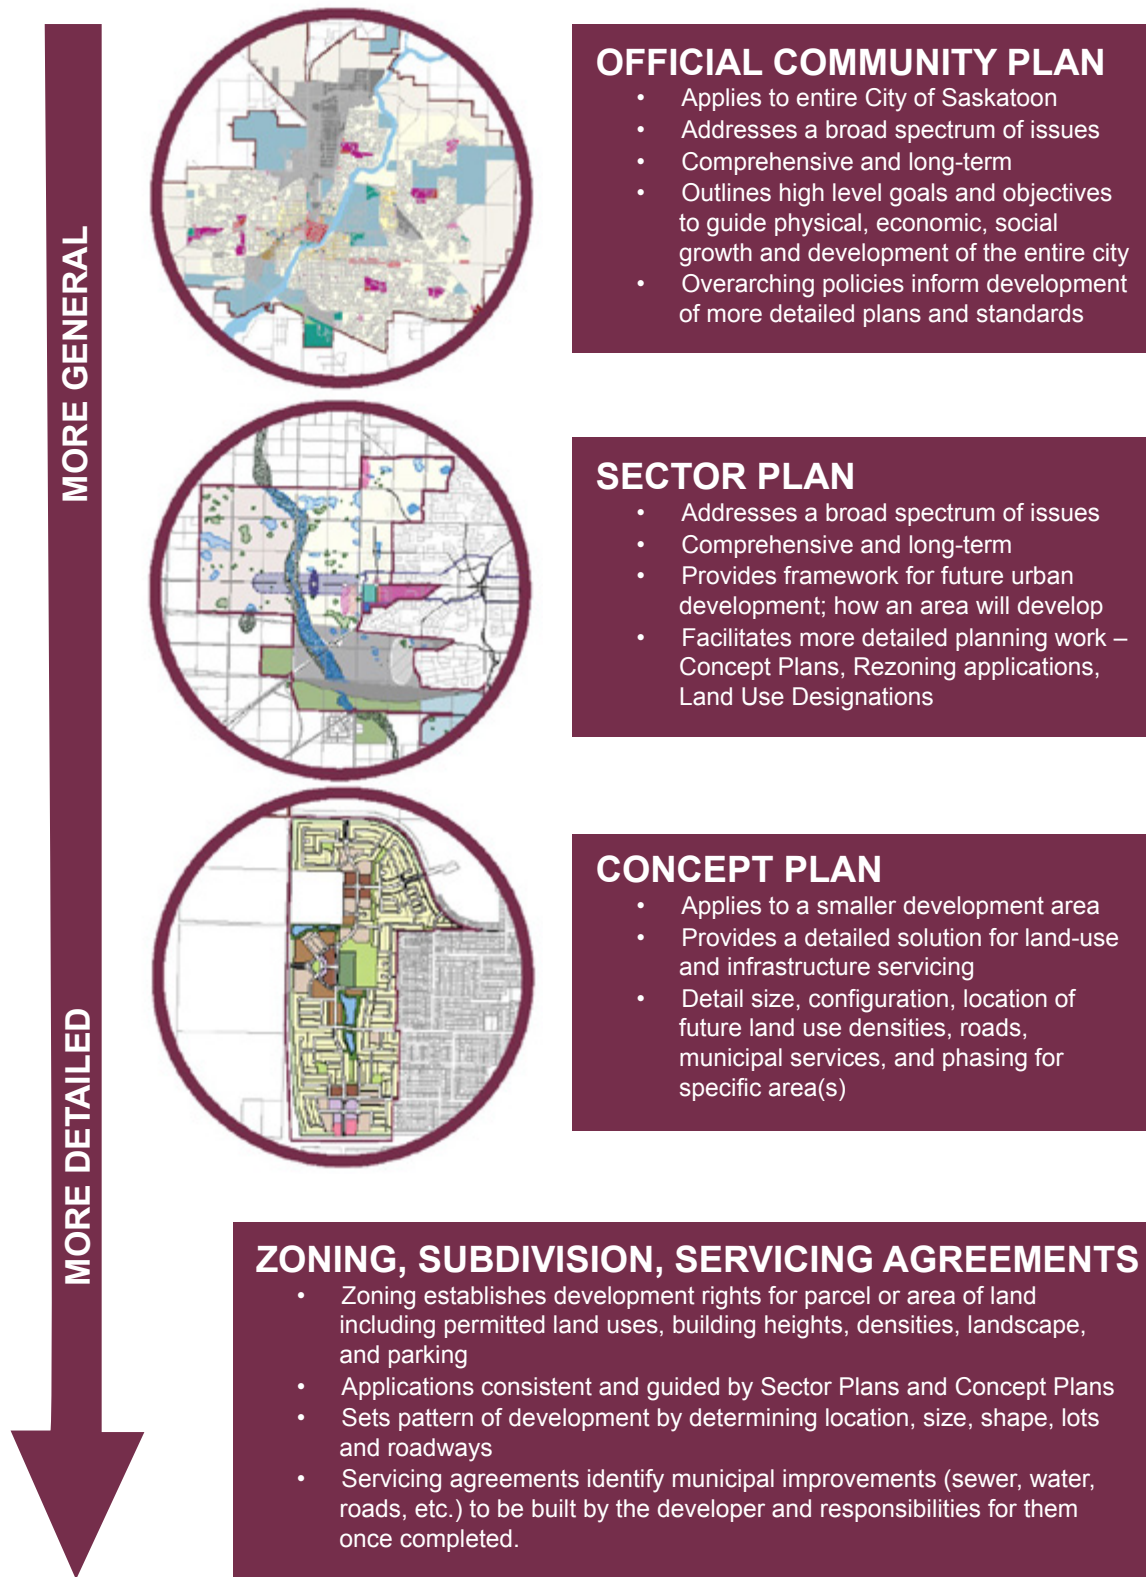 MORE GENERAL
MORE DETAILED
OFFICIAL COMMUNITY PLAN
• Applies to entire City of Saskatoon
• Addresses a broad spectrum of issues
• Comprehensive and long-term
• Outlines high level goals and objectives
to guide physical, economic, social
growth and development of the entire city
• Overarching policies inform development
of more detailed plans and standards
SECTOR PLAN
• Addresses a broad spectrum of issues
• Comprehensive and long-term
• Provides framework for future urban
development; how an area will develop
• Facilitates more detailed planning work –
Concept Plans, Rezoning applications,
Land Use Designations
CONCEPT PLAN
• Applies to a smaller development area
• Provides a detailed solution for land-use
and infrastructure servicing
• Detail size, configuration, location of
future land use densities, roads,
municipal services, and phasing for
specific area(s)
ZONING, SUBDIVISION, SERVICING AGREEMENTS
• Zoning establishes development rights for parcel or area of land
including permitted land uses, building heights, densities, landscape,
and parking
• Applications consistent and guided by Sector Plans and Concept Plans
• Sets pattern of development by determining location, size, shape, lots
and roadways
• Servicing agreements identify municipal improvements (sewer, water,
roads, etc.) to be built by the developer and responsibilities for them
once completed.